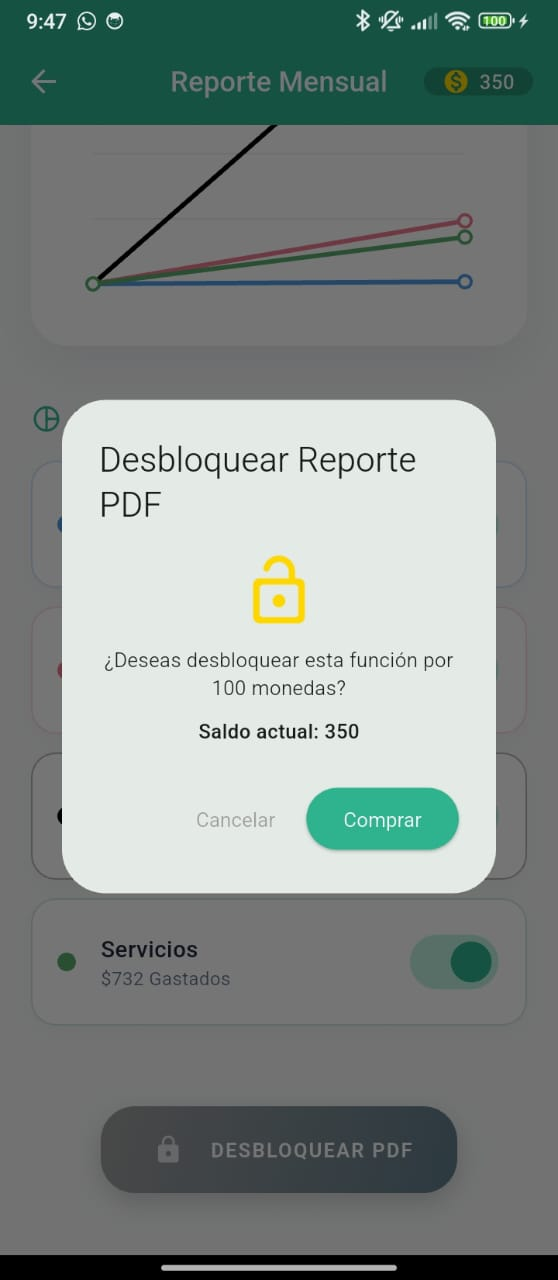 9:47
100
Reporte Mensual
350
Desbloquear Reporte
PDF
¿Deseas desbloquear esta función por
100 monedas?
Saldo actual: 350
Cancelar
Comprar
Servicios
$732 Gastados
DESBLOQUEAR PDF